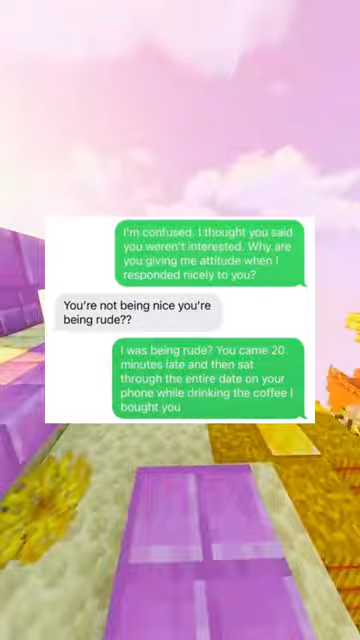 I'm confused. I thought you said
you weren't interested. Why are
you giving me attitude when I
responded nicely to you?
You're not being nice you're
being rude??
I was being rude? You came 20
minutes late and then sat
through the entire date on your
phone while drinking the coffee I
bought you